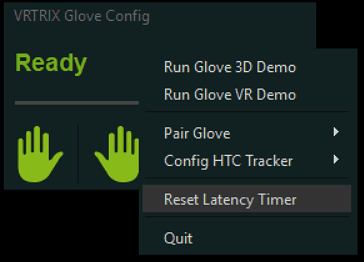 VRTRIX Glove Config
Ready
Run Glove 3D Demo
Run Glove VR Demo
Pair Glove
Config HTC Tracker
Reset Latency Timer
Quit